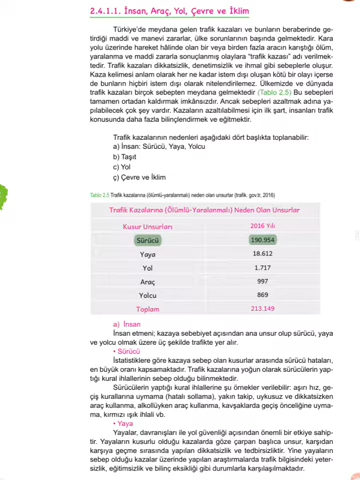 2.4.1.1. İnsan, Araç, Yol, Çevre ve İklim
Türkiye'de meydana gelen trafik kazaları ve bunların beraberinde ge-
tirdiği maddi ve manevi zararlar, ülke sorunlarının başında gelmektedir. Kara
yolu üzerinde hareket hâlinde olan bir veya birden fazla aracın karıştığı ölüm,
yaralanma ve maddi zararla sonuçlanmış olaylara "trafik kazası" adı verilmek-
tedir. Trafik kazaları dikkatsizlik, denetimsizlik ve ihmal gibi sebeplerle oluşur.
Kaza kelimesi anlam olarak her ne kadar istem dışı oluşan kötü bir olayı içerse
de bunların hiçbiri istem dışı olarak nitelendirilemez. Ülkemizde ve dünyada
trafik kazaları birçok sebepten meydana gelmektedir (Tablo 2.5) Bu sebepleri
tamamen ortadan kaldırmak imkânsızdır. Ancak sebepleri azaltmak adına ya-
pılabilecek çok şey vardır. Kazaların azaltılabilmesi için ilk şart, insanları trafik
konusunda daha fazla bilinçlendirmek ve eğitmektir.
Trafik kazalarının nedenleri aşağıdaki dört başlıkta toplanabilir:
a) İnsan: Sürücü, Yaya, Yolcu
b) Taşıt
c) Yol
ç) Çevre ve İklim
Tablo 2.5 Trafik kazalarına (ölümlü-yaralanmalı) neden olan unsurlar (trafik. gov.tr, 2016)
Trafik Kazalarına (Ölümlü-Yaralanmalı) Neden Olan Unsurlar
Kusur Unsurları 2016 Yılı
Sürücü 190.954
Yaya 18.612
Yol 1.717
Araç 997
Yolcu 869
Toplam 213.149
a) İnsan
İnsan etmeni; kazaya sebebiyet açısından ana unsur olup sürücü, yaya
ve yolcu olmak üzere üç şekilde trafikte yer alır.
• Sürücü
İstatistiklere göre kazaya sebep olan kusurlar arasında sürücü hataları,
en büyük oranı kapsamaktadır. Trafik kazalarına yoğun olarak sürücülerin yap-
tığı kural ihlallerinin sebep olduğu bilinmektedir.
Sürücülerin yaptığı kural ihlallerine şu örnekler verilebilir: aşırı hız, ge-
çiş kurallarına uymama (hatalı sollama), yakın takip, uykusuz ve dikkatsizken
araç kullanma, alkollüyken araç kullanma, kavşaklarda geçiş önceliğine uyma-
ma, kırmızı ışık ihlali vb.
• Yaya
Yayalar, davranışları ile yol güvenliği açısından önemli bir etkiye sahip-
tir. Yayaların kusurlu olduğu kazalarda göze çarpan başlıca unsur, karşıdan
karşıya geçme sırasında yapılan dikkatsizlik ve tedbirsizliktir. Yine yayaların
sebep olduğu kazalar üzerinde yapılan araştırmalarda trafik bilgisindeki yeter-
sizlik, eğitimsizlik ve bilinç eksikliği gibi durumlarla karşılaşılmaktadır.